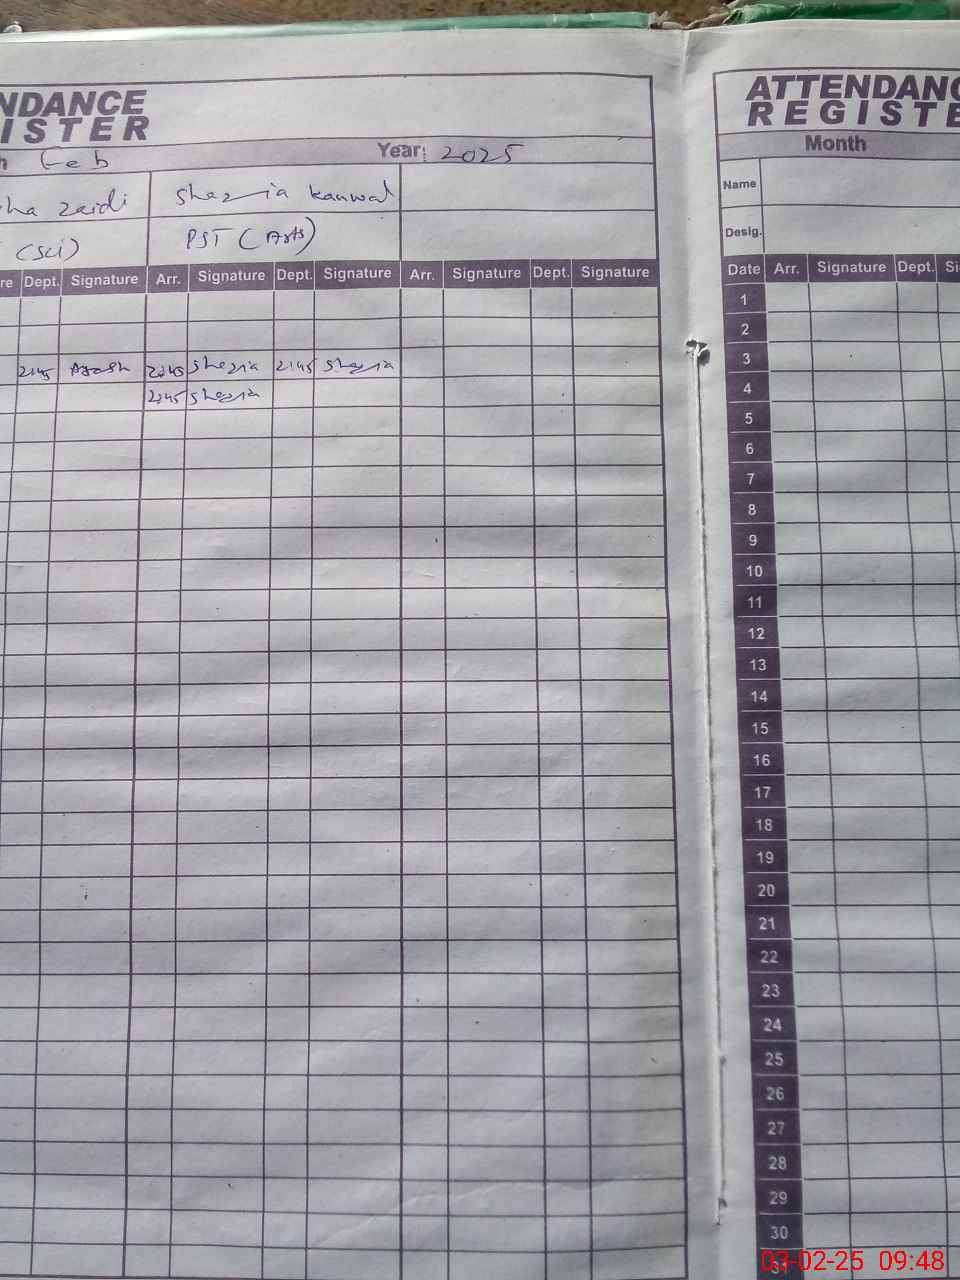 NDANCE
ISTER
h Feb Year: 2025
ha zaidi Shazia kanwal
(Sci) PST (Arts)
re Dept. Signature Arr. Signature Dept. Signature Arr. Signature Dept. Signature
2:45 Shazia 2:45 Shazia
2:45 Shazia
ATTENDANC
REGISTE
Month
Name
Desig.
Date Arr. Signature Dept. Si
1
2
3
4
5
6
7
8
9
10
11
12
13
14
15
16
17
18
19
20
21
22
23
24
25
26
27
28
29
30
03-02-25 09:48